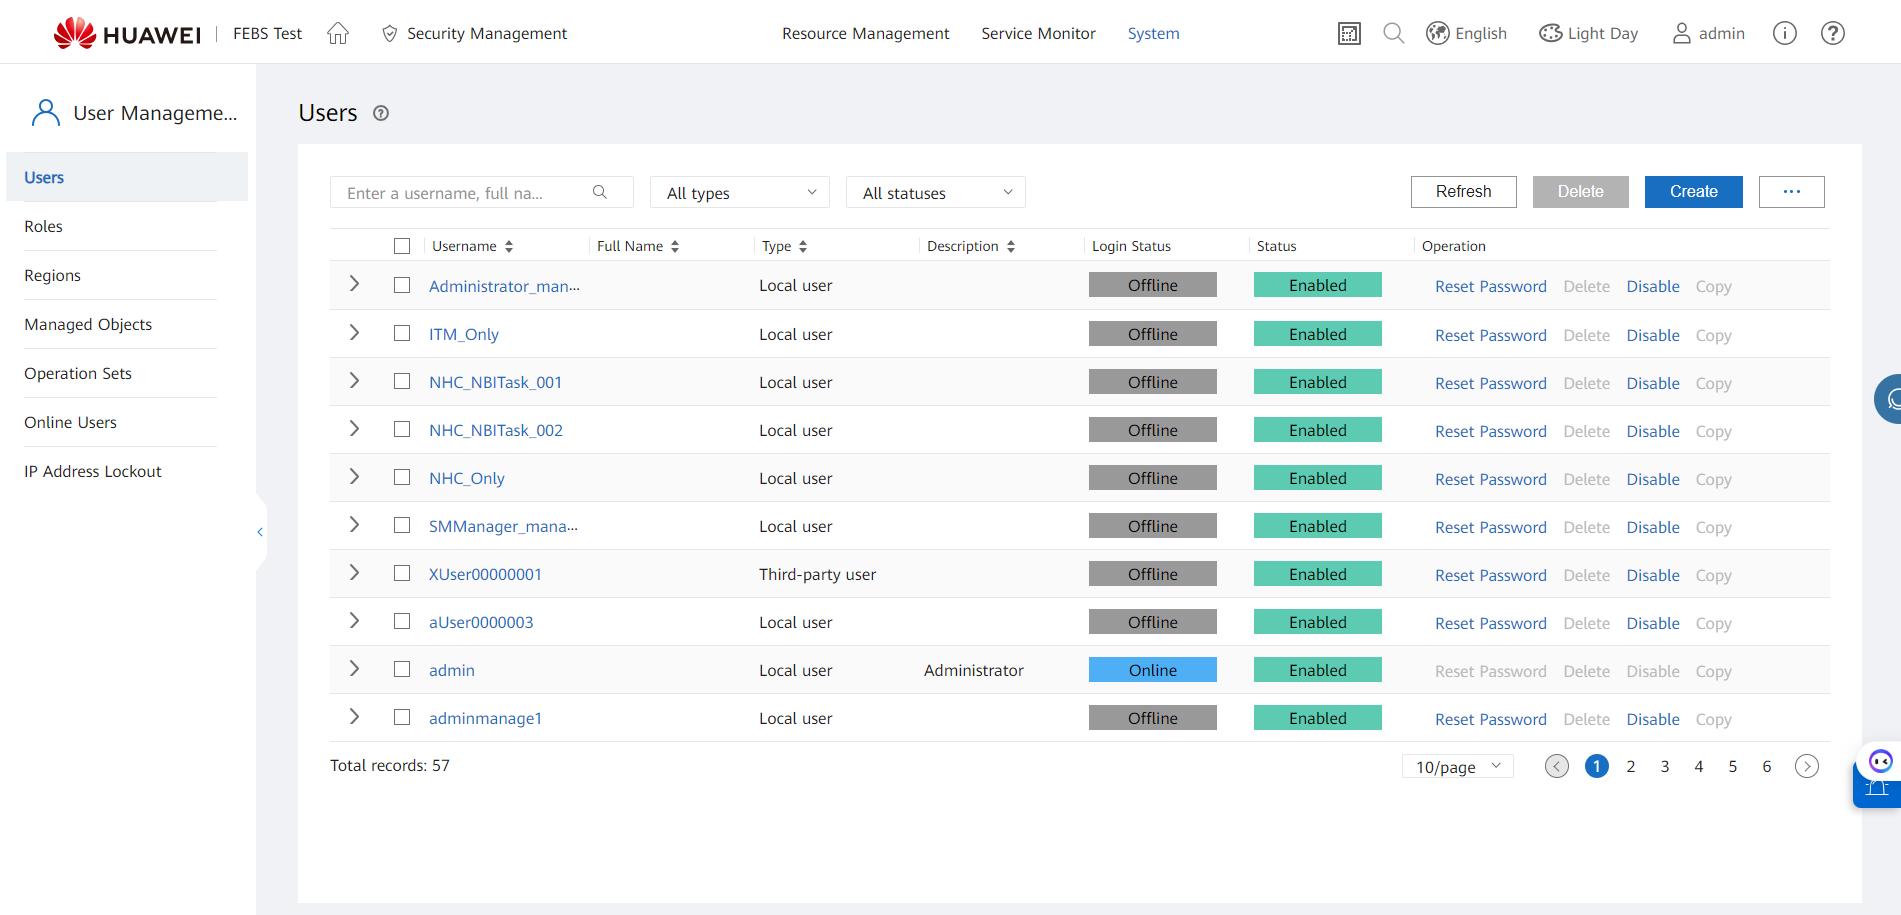 HUAWEI FEBS Test Security Management Resource Management Service Monitor System English Light Day admin
User Manageme...
Users
Roles
Regions
Managed Objects
Operation Sets
Online Users
IP Address Lockout
Users
Enter a username, full na... All types All statuses Refresh Delete Create ...
Username Full Name Type Description Login Status Status Operation
Administrator_man... Local user Offline Enabled Reset Password Delete Disable Copy
ITM_Only Local user Offline Enabled Reset Password Delete Disable Copy
NHC_NBITask_001 Local user Offline Enabled Reset Password Delete Disable Copy
NHC_NBITask_002 Local user Offline Enabled Reset Password Delete Disable Copy
NHC_Only Local user Offline Enabled Reset Password Delete Disable Copy
SMManager_mana... Local user Offline Enabled Reset Password Delete Disable Copy
XUser00000001 Third-party user Offline Enabled Reset Password Delete Disable Copy
aUser0000003 Local user Offline Enabled Reset Password Delete Disable Copy
admin Local user Administrator Online Enabled Reset Password Delete Disable Copy
adminmanage1 Local user Offline Enabled Reset Password Delete Disable Copy
Total records: 57 10/page 1 2 3 4 5 6